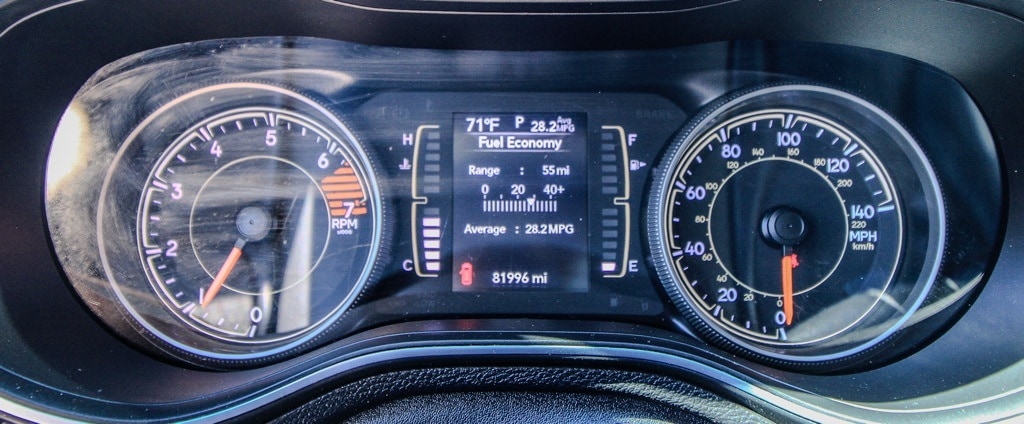 0
1
2
3
4
5
6
7
RPM
x1000
H
C
71°F P 28.2 Avg MPG
Fuel Economy
Range : 55 mi
0 20 40+
Average : 28.2 MPG
81996 mi
F
E
0
20
40
60
80
100
120
140
MPH
km/h
0
20
40
60
80
100
120
140
160
180
200
220